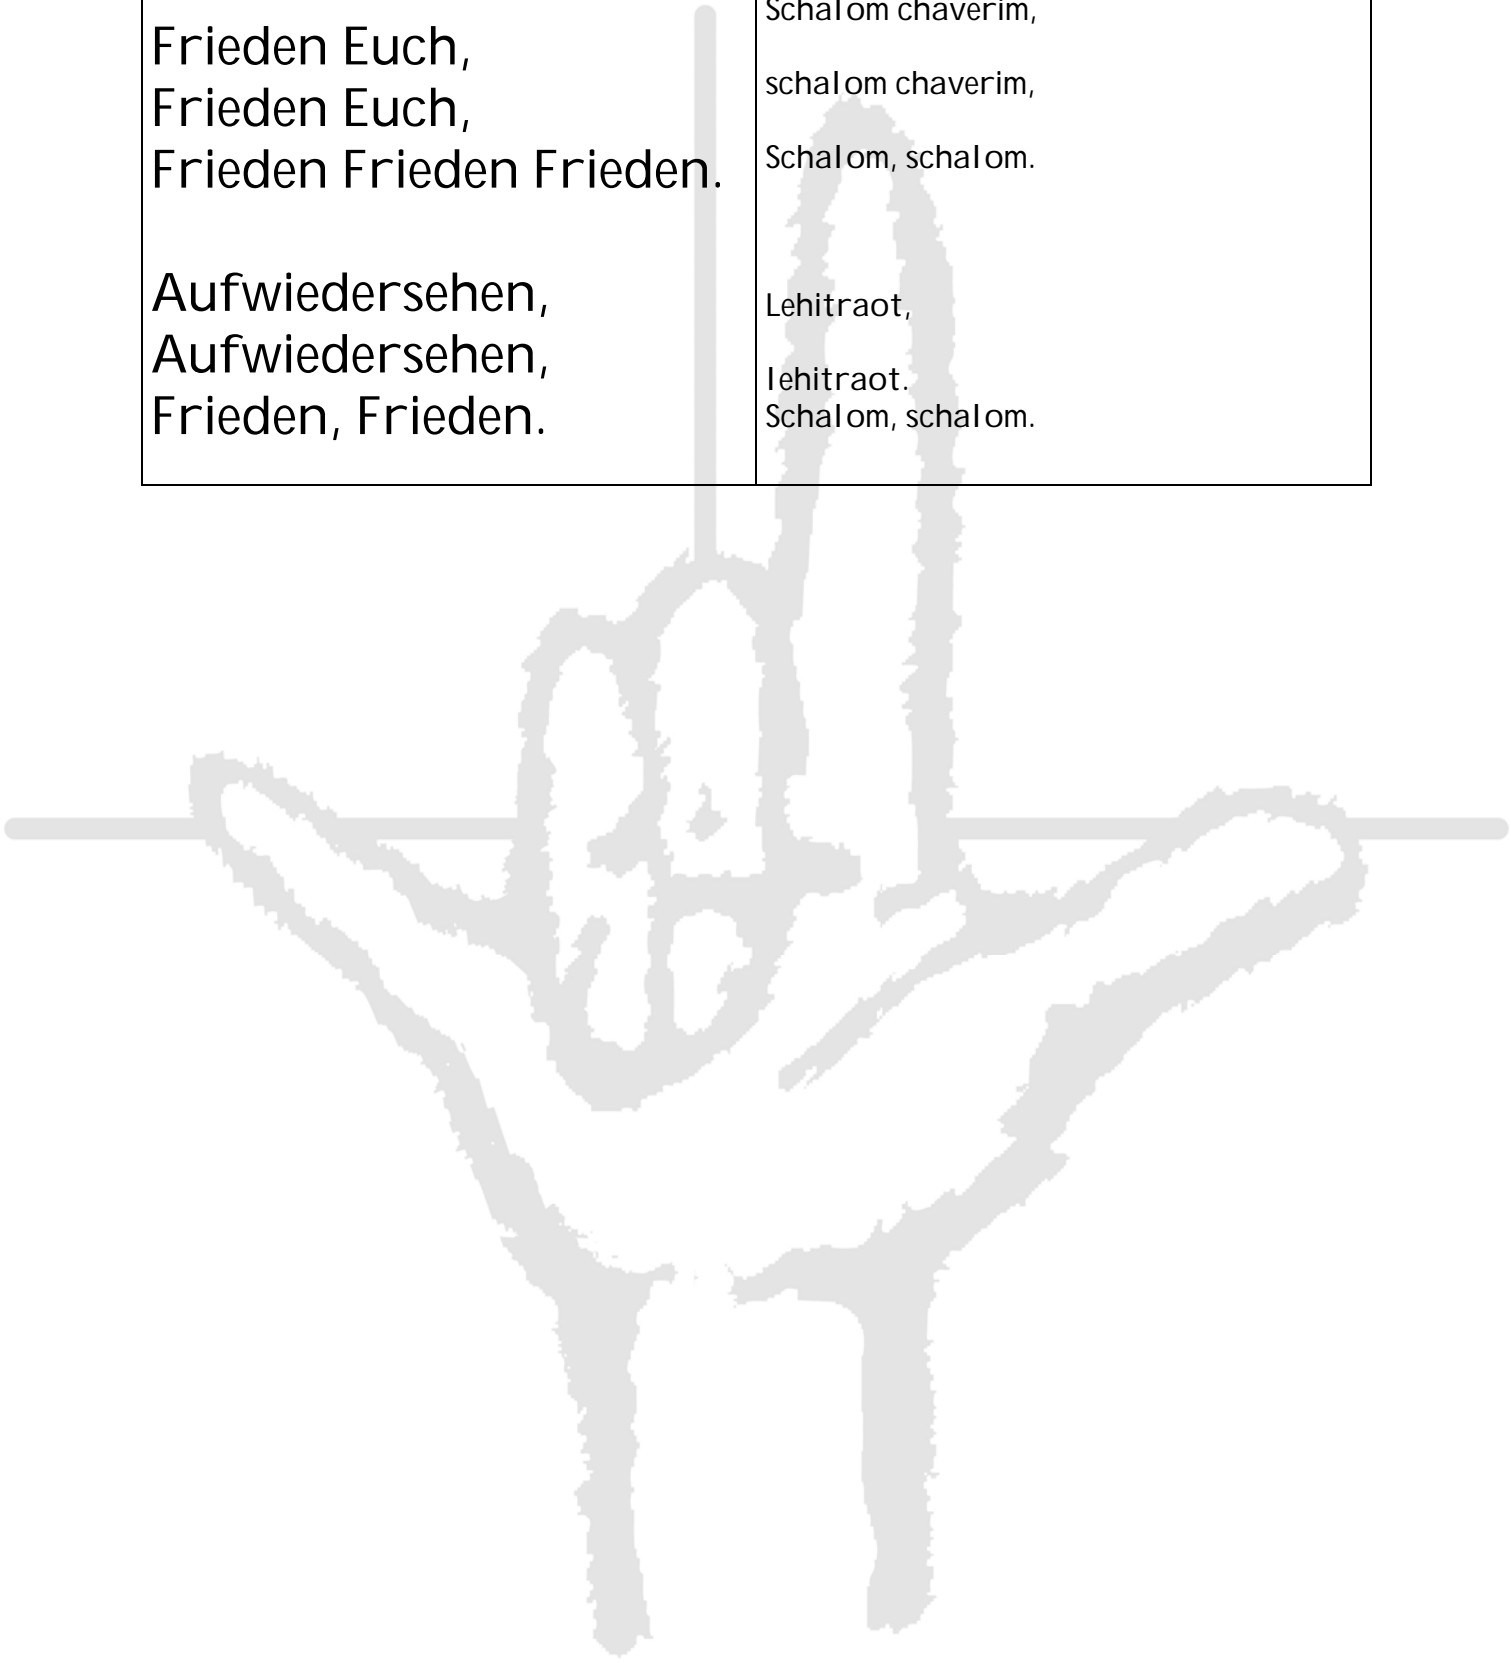 Frieden Euch,
Frieden Euch,
Frieden Frieden Frieden.
Aufwiedersehen,
Aufwiedersehen,
Frieden, Frieden.
Schalom chaverim,
schalom chaverim,
Schalom, schalom.
Lehitraot,
lehitraot.
Schalom, schalom.